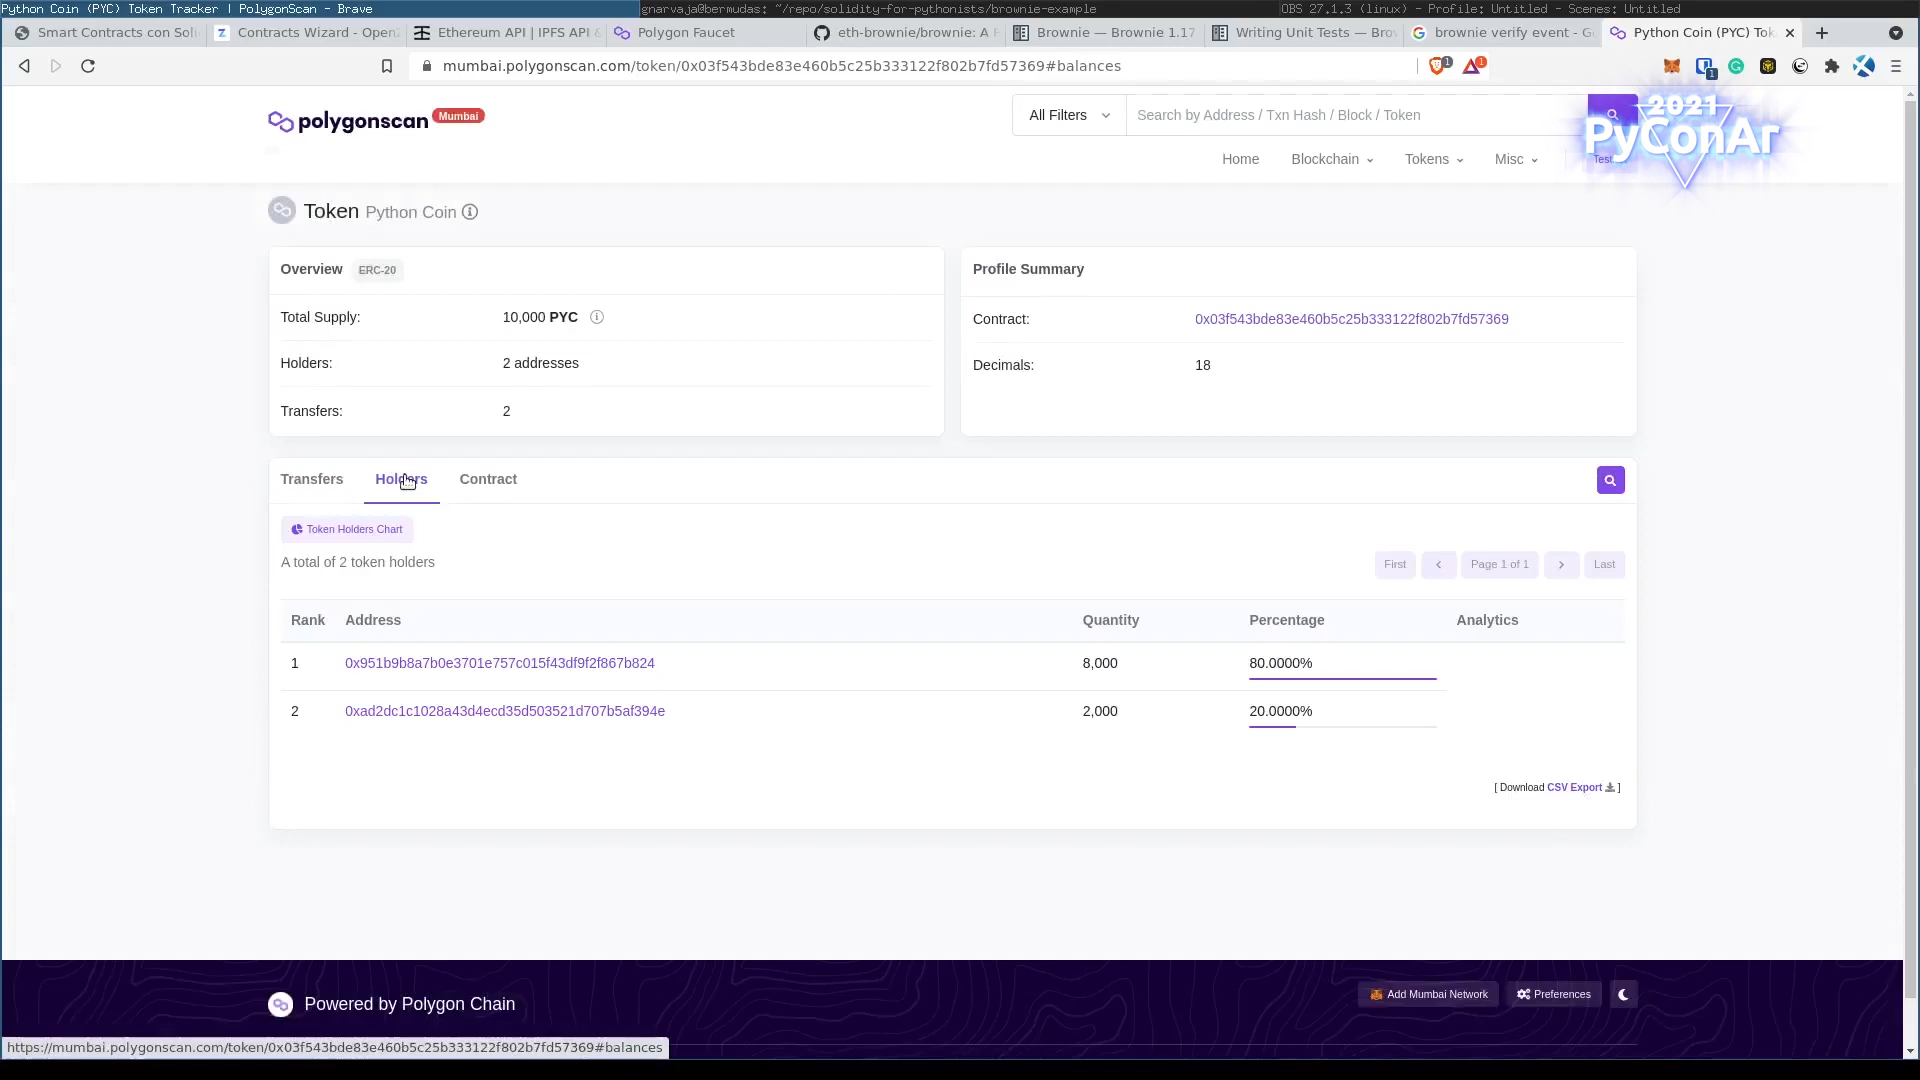 Python Coin (PYC) Token Tracker | PolygonScan - Brave
gnarvaja@bermudas: ~/repo/solidity-for-pythonists/brownie-example
OBS 27.1.3 (linux) - Profile: Untitled - Scenes: Untitled
Smart Contracts con Soli
Contracts Wizard - Open
Ethereum API | IPFS API &
Polygon Faucet
eth-brownie/brownie: A
Brownie — Brownie 1.17
Writing Unit Tests — Bro
brownie verify event - G
Python Coin (PYC) Tok
mumbai.polygonscan.com/token/0x03f543bde83e460b5c25b333122f802b7fd57369#balances
1
1
1
polygonscan
Mumbai
All Filters
Search by Address / Txn Hash / Block / Token
2021
PyConAr
Home
Blockchain
Tokens
Misc
Test
Token Python Coin
Overview
ERC-20
Total Supply:
10,000 PYC
Holders:
2 addresses
Transfers:
2
Profile Summary
Contract:
0x03f543bde83e460b5c25b333122f802b7fd57369
Decimals:
18
Transfers
Holders
Contract
Token Holders Chart
A total of 2 token holders
First
Page 1 of 1
Last
Rank Address Quantity Percentage Analytics
1 0x951b9b8a7b0e3701e757c015f43df9f2f867b824 8,000 80.0000%
2 0xad2dc1c1028a43d4ecd35d503521d707b5af394e 2,000 20.0000%
[ Download CSV Export ]
Powered by Polygon Chain
Add Mumbai Network
Preferences
https://mumbai.polygonscan.com/token/0x03f543bde83e460b5c25b333122f802b7fd57369#balances